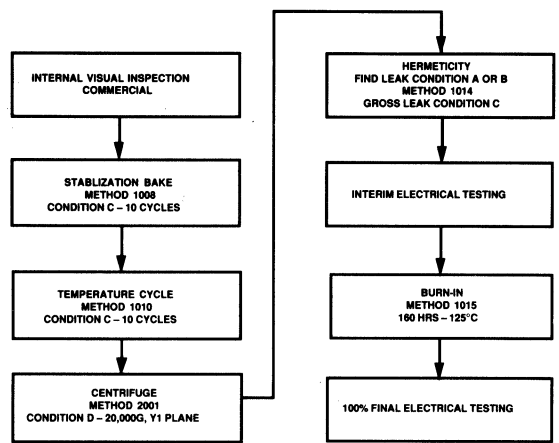 INTERNAL VISUAL INSPECTION
COMMERCIAL
STABLIZATION BAKE
METHOD 1008
CONDITION C – 10 CYCLES
TEMPERATURE CYCLE
METHOD 1010
CONDITION C – 10 CYCLES
CENTRIFUGE
METHOD 2001
CONDITION D – 20,000G, Y1 PLANE
HERMETICITY
FIND LEAK CONDITION A OR B
METHOD 1014
GROSS LEAK CONDITION C
INTERIM ELECTRICAL TESTING
BURN-IN
METHOD 1015
160 HRS – 125°C
100% FINAL ELECTRICAL TESTING